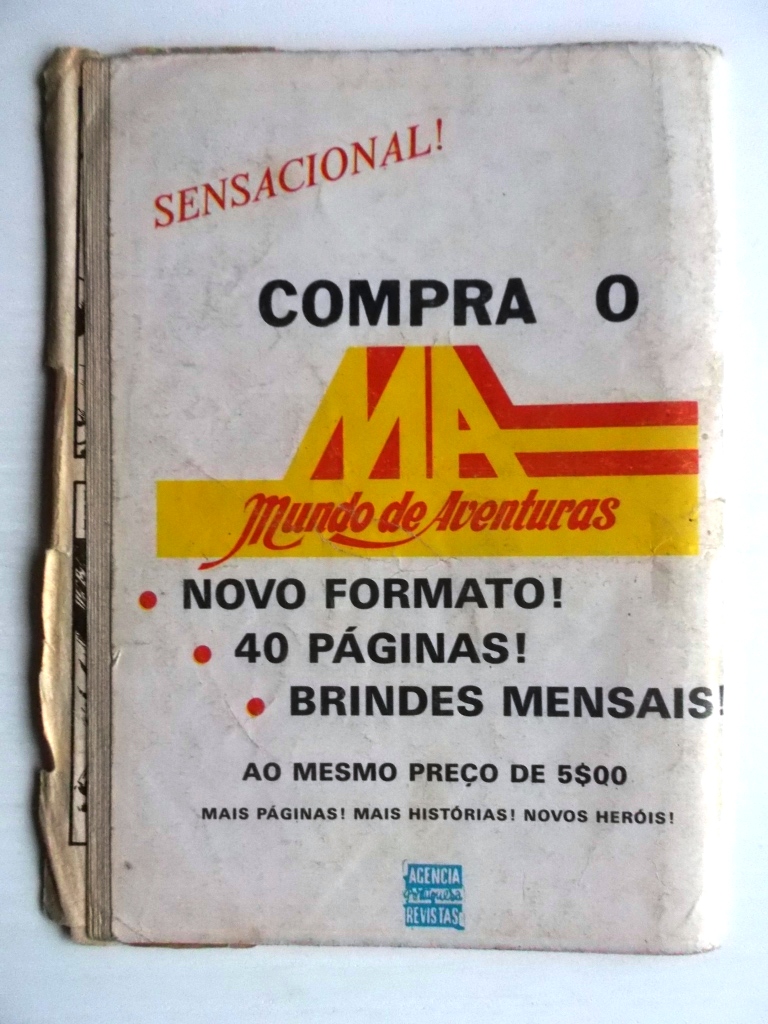 SENSACIONAL!
COMPRA O
MA
Mundo de Aventuras
• NOVO FORMATO!
• 40 PÁGINAS!
• BRINDES MENSAIS!
AO MESMO PREÇO DE 5$00
MAIS PÁGINAS! MAIS HISTÓRIAS! NOVOS HERÓIS!
AGENCIA
portuguesa
REVISTAS